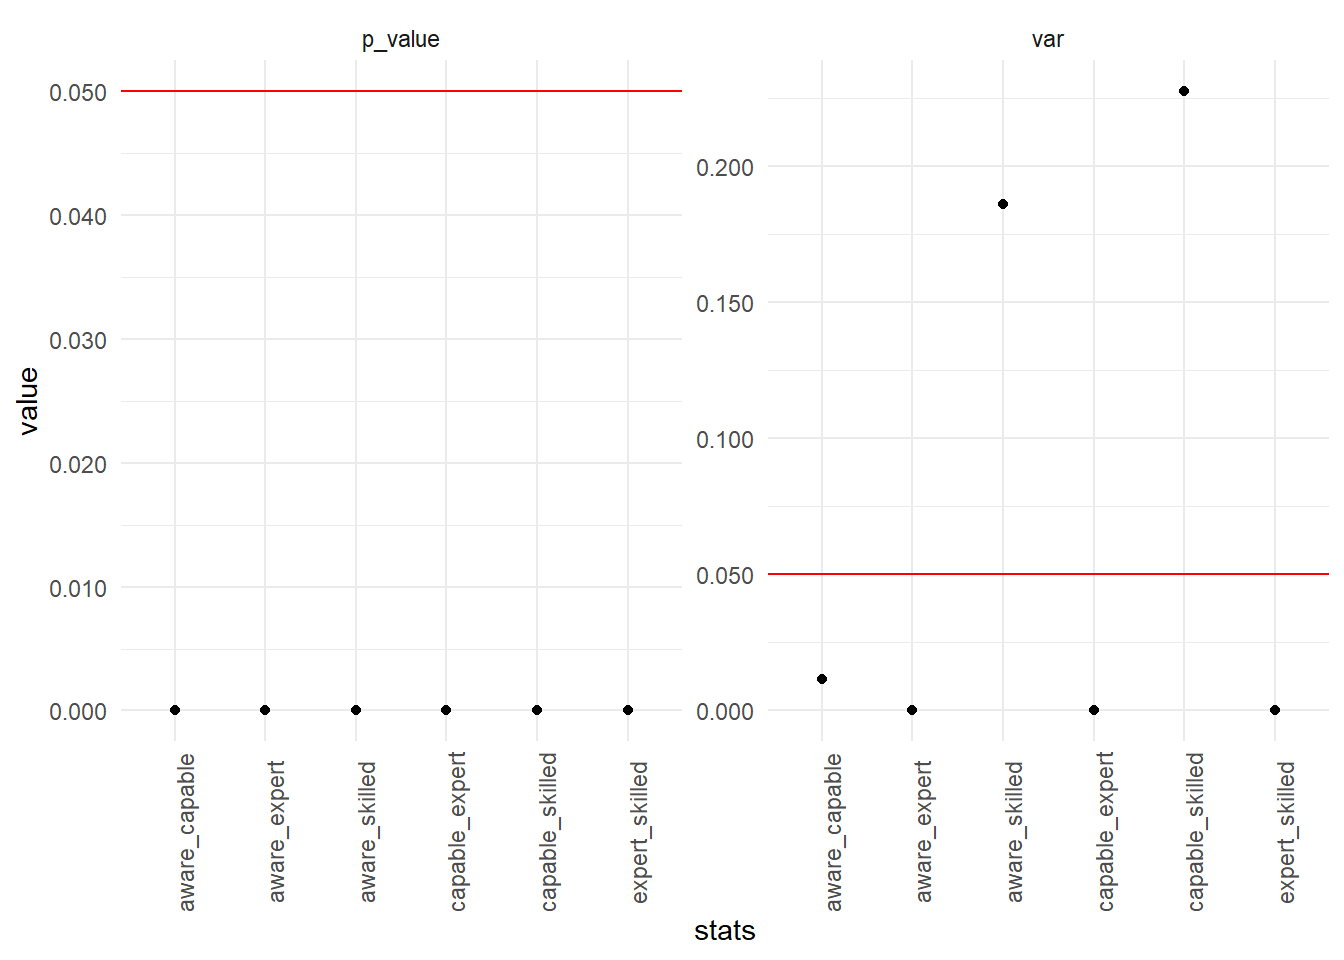 p_value
var
value
0.050
0.040
0.030
0.020
0.010
0.000
0.200
0.150
0.100
0.050
0.000
aware_capable
aware_expert
aware_skilled
capable_expert
capable_skilled
expert_skilled
aware_capable
aware_expert
aware_skilled
capable_expert
capable_skilled
expert_skilled
stats